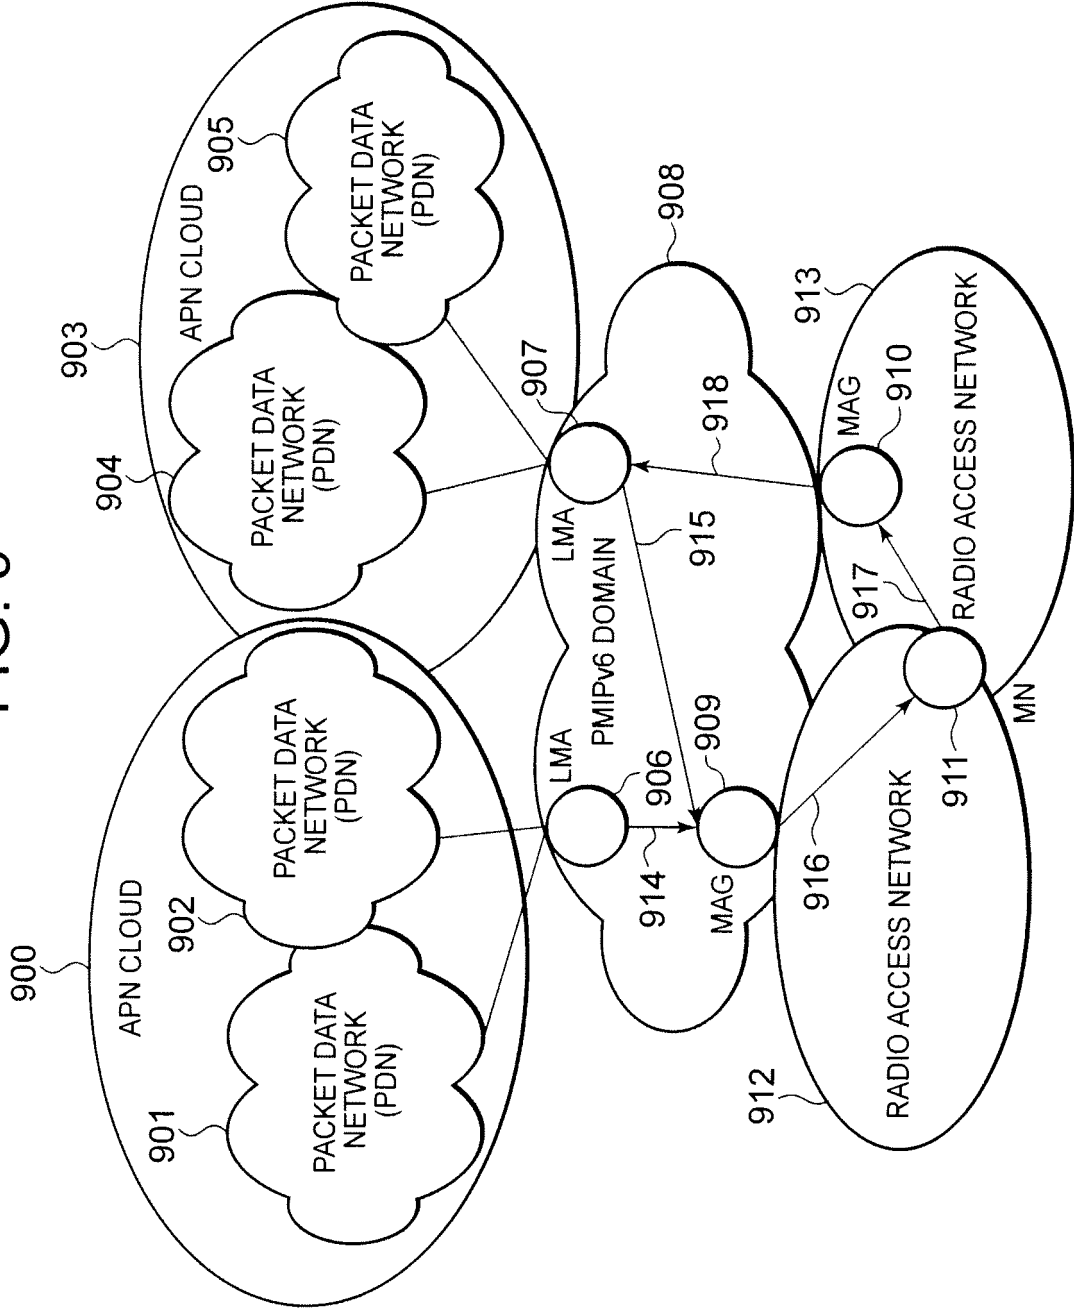 900
APN CLOUD
901
PACKET DATA
NETWORK
(PDN)
902
PACKET DATA
NETWORK
(PDN)
903
APN CLOUD
904
PACKET DATA
NETWORK
(PDN)
905
PACKET DATA
NETWORK
(PDN)
LMA
906
LMA
907
PMIPv6 DOMAIN
908
914
915
918
MAG
909
912
RADIO ACCESS NETWORK
916
911
MN
917
MAG
910
913
RADIO ACCESS NETWORK